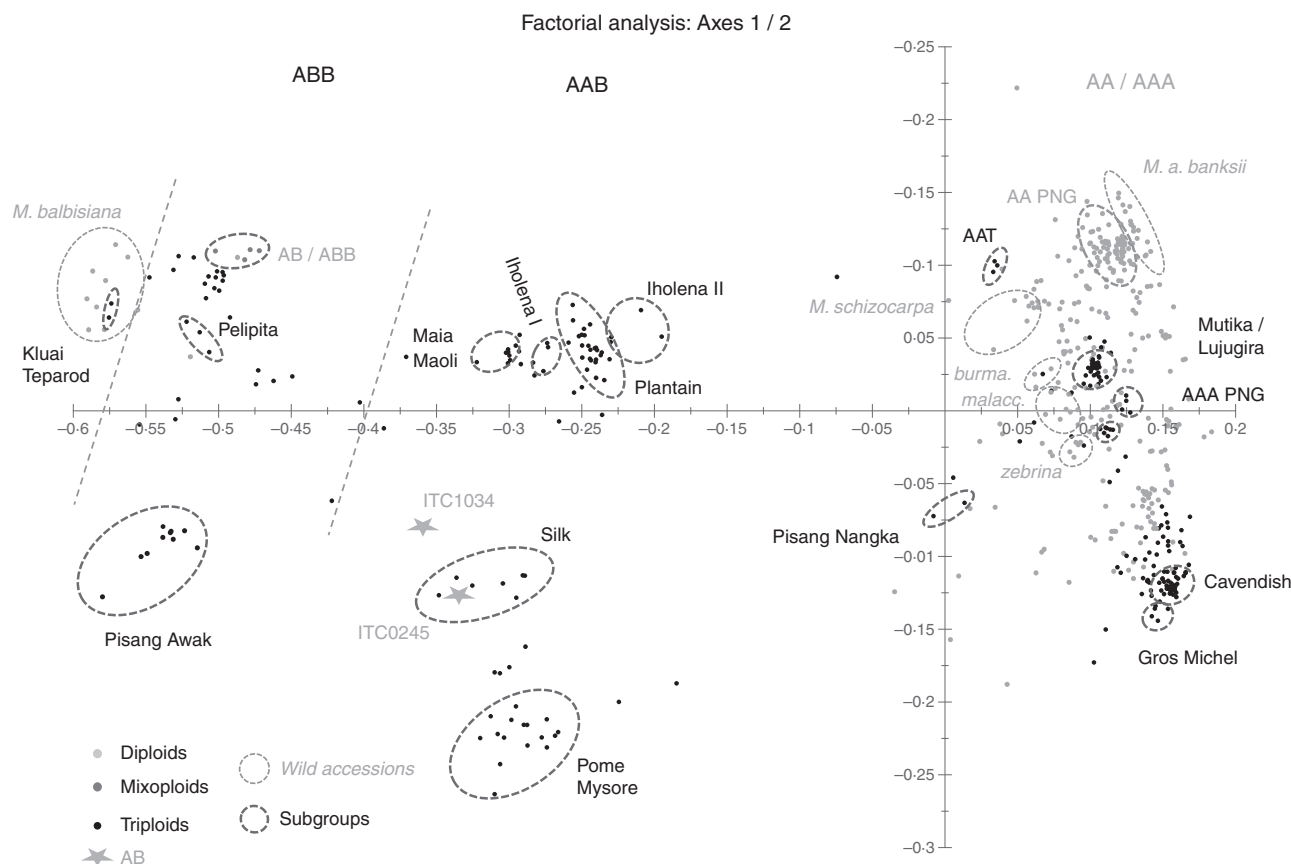 Factorial analysis: Axes 1 / 2
ABB
AAB
AA / AAA
−0·25
−0·2
−0·15
−0·1
0·05
−0·05
−0·01
−0·15
−0·2
−0·25
−0·3
−0·6
−0·55
−0·5
−0·45
−0·4
−0·35
−0·3
−0·25
−0·2
−0·15
−0·1
−0·05
0·05
0·1
0·15
0·2
M. balbisiana
AB / ABB
Kluai
Teparod
Pelipita
Maia
Maoli
Iholena I
Iholena II
Plantain
M. a. banksii
AA PNG
AAT
M. schizocarpa
Mutika /
Lujugira
burma.
malacc.
AAA PNG
zebrina
Pisang Nangka
Cavendish
Gros Michel
ITC1034
Silk
ITC0245
Pisang Awak
Pome
Mysore
Diploids
Mixoploids
Triploids
AB
Wild accessions
Subgroups